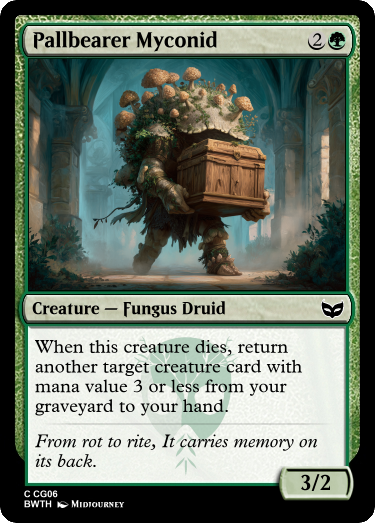 Pallbearer Myconid 2
Creature — Fungus Druid
When this creature dies, return
another target creature card with
mana value 3 or less from your
graveyard to your hand.
From rot to rite, It carries memory on
its back.
3/2
C CG06
BWTH Midjourney